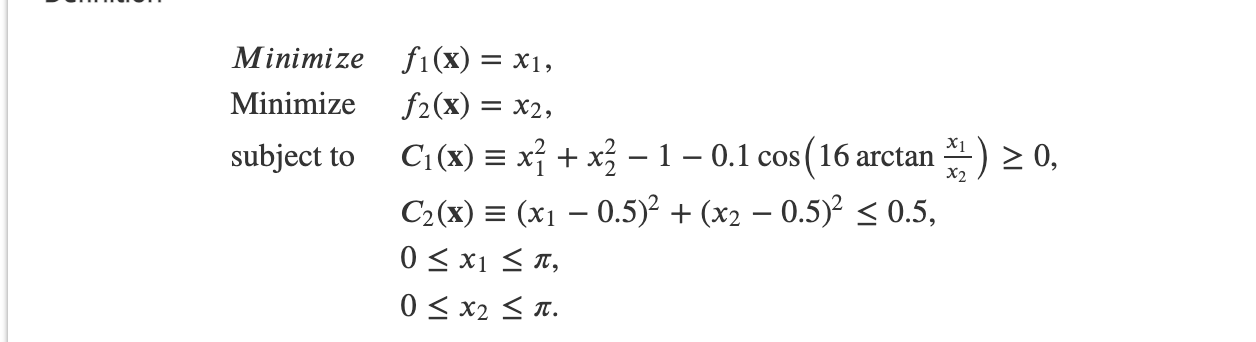 Definition
Minimize f₁(𝐱) = x₁,
Minimize f₂(𝐱) = x₂,
subject to C₁(𝐱) ≡ x₁² + x₂² − 1 − 0.1 cos(16 arctan x₁/x₂) ≥ 0,
C₂(𝐱) ≡ (x₁ − 0.5)² + (x₂ − 0.5)² ≤ 0.5,
0 ≤ x₁ ≤ π,
0 ≤ x₂ ≤ π.